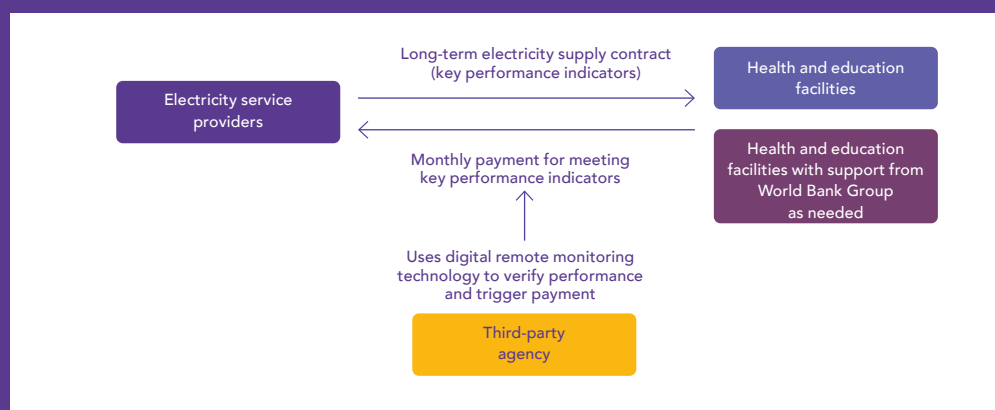 Long-term electricity supply contract
(key performance indicators)
Electricity service
providers
Health and education
facilities
Monthly payment for meeting
key performance indicators
Health and education
facilities with support from
World Bank Group
as needed
Uses digital remote monitoring
technology to verify performance
and trigger payment
Third-party
agency